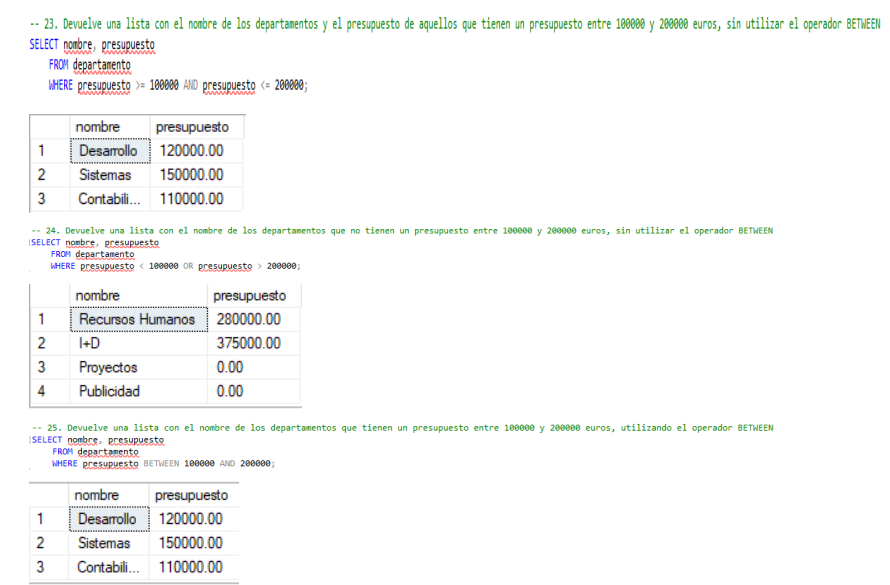 -- 23. Devuelve una lista con el nombre de los departamentos y el presupuesto de aquellos que tienen un presupuesto entre 100000 y 200000 euros, sin utilizar el operador BETWEEN
SELECT nombre, presupuesto
FROM departamento
WHERE presupuesto >= 100000 AND presupuesto <= 200000;
nombre presupuesto
1 Desarrollo 120000.00
2 Sistemas 150000.00
3 Contabili... 110000.00
-- 24. Devuelve una lista con el nombre de los departamentos que no tienen un presupuesto entre 100000 y 200000 euros, sin utilizar el operador BETWEEN
SELECT nombre, presupuesto
FROM departamento
WHERE presupuesto < 100000 OR presupuesto > 200000;
nombre presupuesto
1 Recursos Humanos 280000.00
2 I+D 375000.00
3 Proyectos 0.00
4 Publicidad 0.00
-- 25. Devuelve una lista con el nombre de los departamentos que tienen un presupuesto entre 100000 y 200000 euros, utilizando el operador BETWEEN
SELECT nombre, presupuesto
FROM departamento
WHERE presupuesto BETWEEN 100000 AND 200000;
nombre presupuesto
1 Desarrollo 120000.00
2 Sistemas 150000.00
3 Contabili... 110000.00